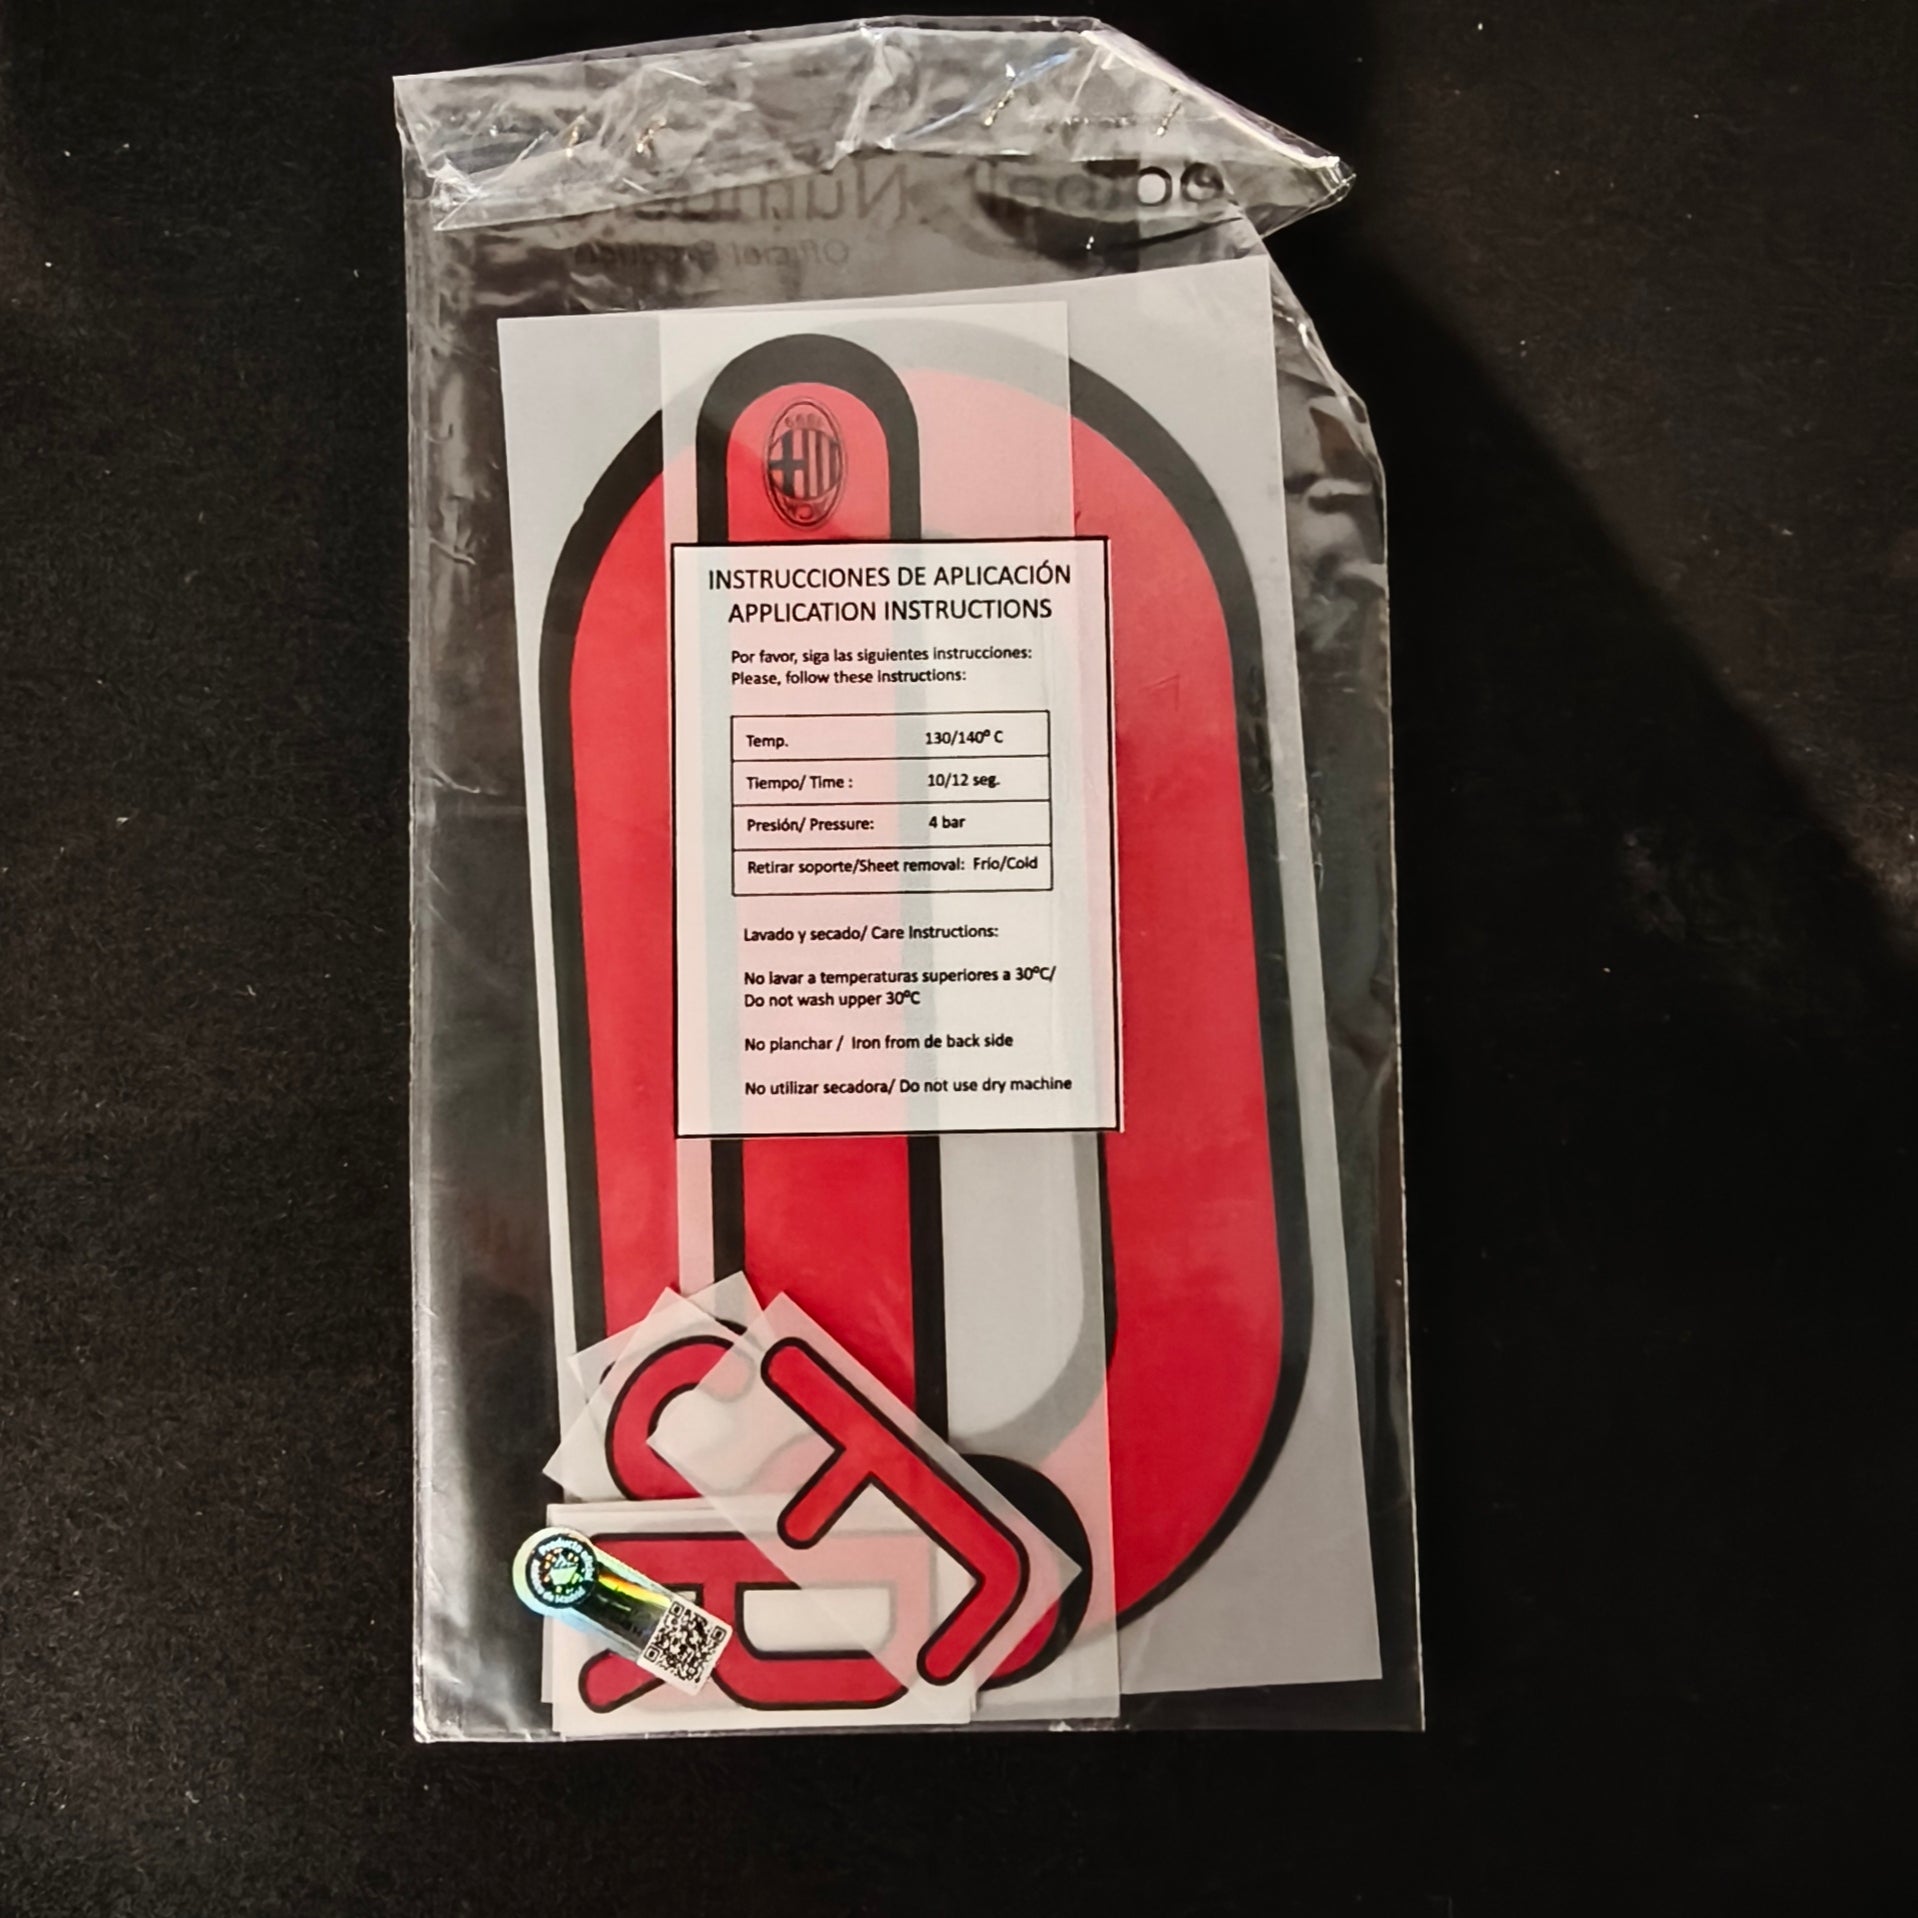 Official
INSTRUCCIONES DE APLICACIÓN
APPLICATION INSTRUCTIONS
Por favor, siga las siguientes instrucciones:
Please, follow these instructions:
Temp. 130/140º C
Tiempo/ Time : 10/12 seg.
Presión/ Pressure: 4 bar
Retirar soporte/Sheet removal: Frío/Cold
Lavado y secado/ Care Instructions:
No lavar a temperaturas superiores a 30ºC/
Do not wash upper 30ºC
No planchar / Iron from de back side
No utilizar secadora/ Do not use dry machine
Producto